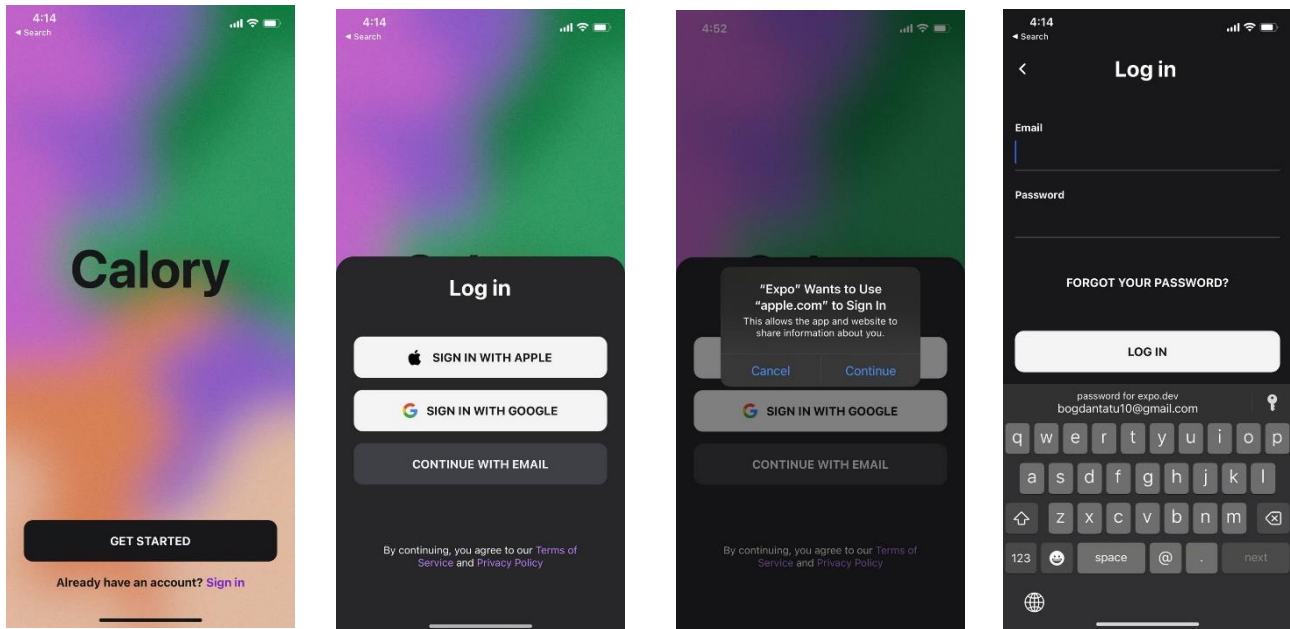 4:14
◄ Search
Calory
GET STARTED
Already have an account? Sign in
4:14
◄ Search
Log in
SIGN IN WITH APPLE
SIGN IN WITH GOOGLE
CONTINUE WITH EMAIL
By continuing, you agree to our Terms of
Service and Privacy Policy
4:52
"Expo" Wants to Use
"apple.com" to Sign In
This allows the app and website to
share information about you.
Cancel Continue
SIGN IN WITH GOOGLE
CONTINUE WITH EMAIL
By continuing, you agree to our Terms of
Service and Privacy Policy
4:14
◄ Search
Log in
Email
Password
FORGOT YOUR PASSWORD?
LOG IN
password for expo.dev
bogdantatu10@gmail.com
q w e r t y u i o p
a s d f g h j k l
z x c v b n m
123 space @ . next